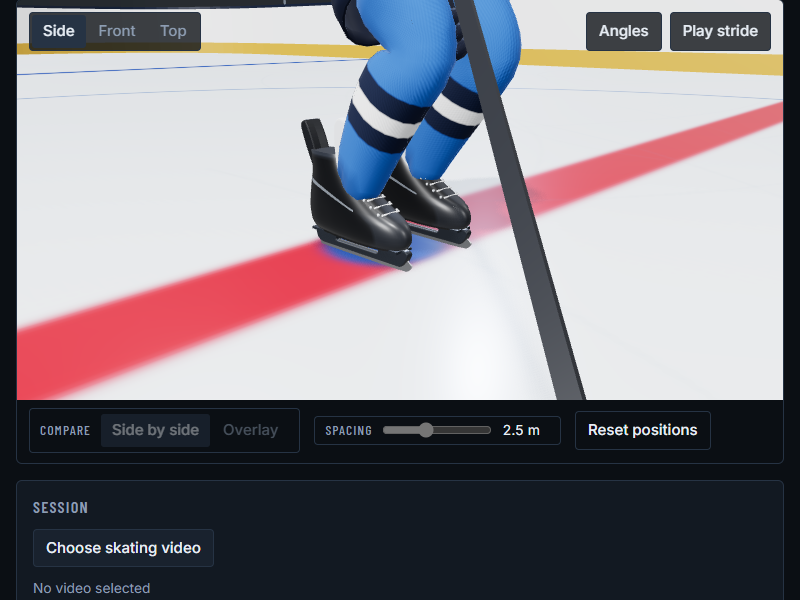 Side Front Top
Angles Play stride
COMPARE Side by side Overlay SPACING 2.5 m Reset positions
SESSION
Choose skating video
No video selected